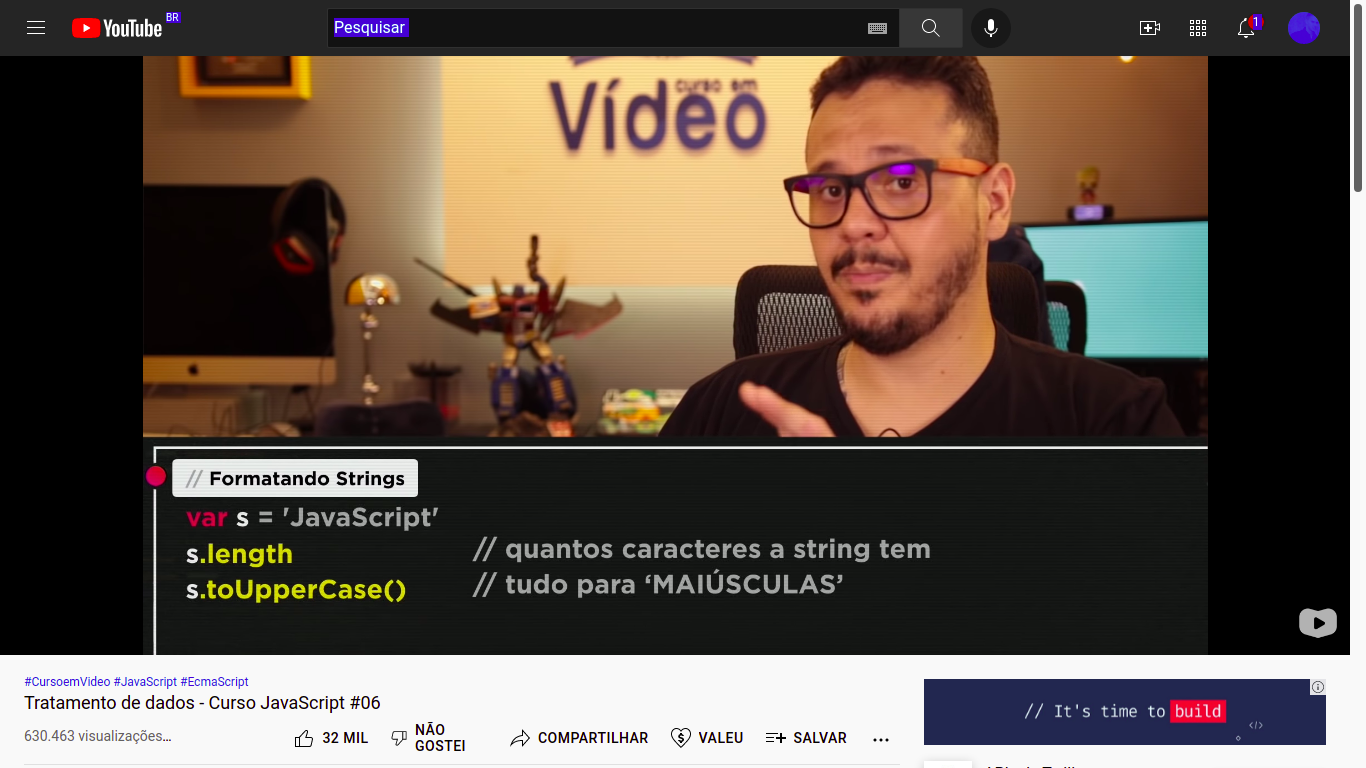 YouTube BR
Pesquisar
1
curso em
Vídeo
// Formatando Strings
var s = 'JavaScript'
s.length // quantos caracteres a string tem
s.toUpperCase() // tudo para ‘MAIÚSCULAS’
#CursoemVideo #JavaScript #EcmaScript
Tratamento de dados - Curso JavaScript #06
630.463 visualizações…
32 MIL
NÃO
GOSTEI
COMPARTILHAR
VALEU
SALVAR
// It's time to build